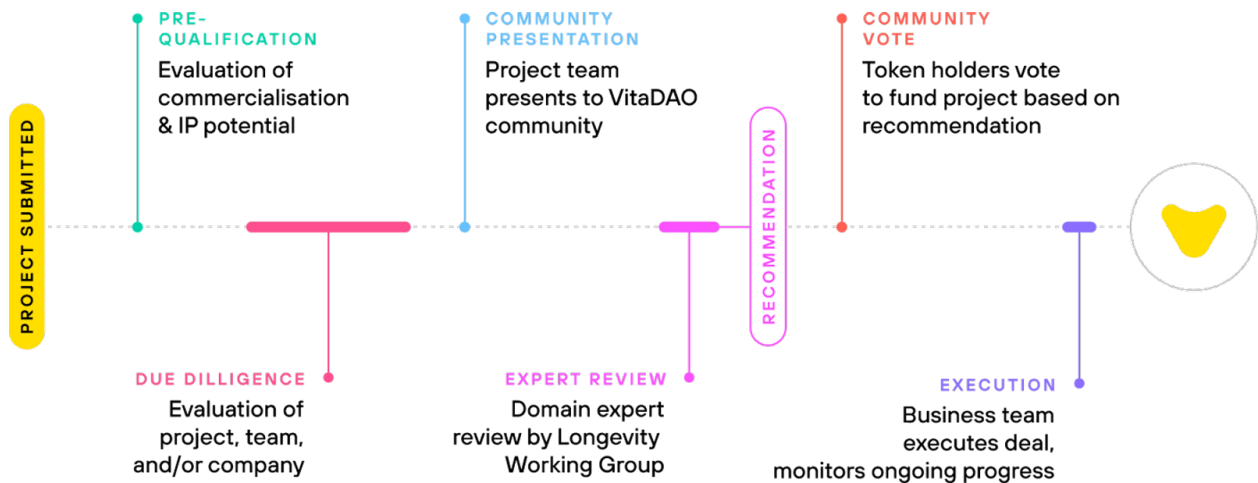 PROJECT SUBMITTED
PRE-
QUALIFICATION
Evaluation of
commercialisation
& IP potential
DUE DILLIGENCE
Evaluation of
project, team,
and/or company
COMMUNITY
PRESENTATION
Project team
presents to VitaDAO
community
EXPERT REVIEW
Domain expert
review by Longevity
Working Group
RECOMMENDATION
COMMUNITY
VOTE
Token holders vote
to fund project based on
recommendation
EXECUTION
Business team
executes deal,
monitors ongoing progress